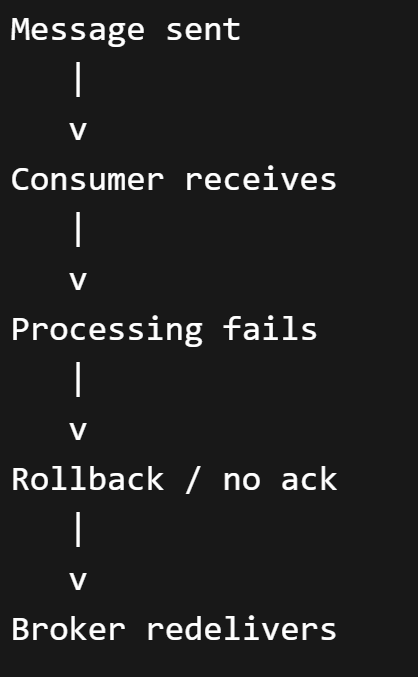 Message sent
   |
   v
Consumer receives
   |
   v
Processing fails
   |
   v
Rollback / no ack
   |
   v
Broker redelivers